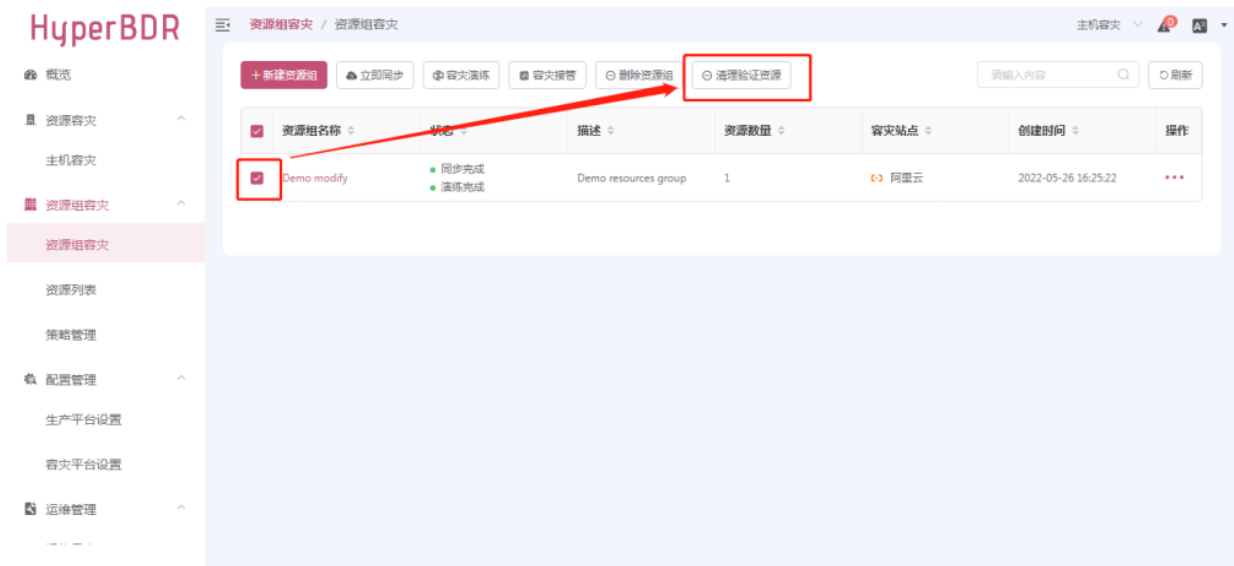 HyperBDR
资源组容灾 / 资源组容灾
主机容灾
0
A
概览
资源容灾
主机容灾
资源组容灾
资源组容灾
资源列表
策略管理
配置管理
生产平台设置
容灾平台设置
运维管理
+新建资源组
立即同步
容灾演练
容灾接管
删除资源组
清理验证资源
请输入内容
刷新
资源组名称
状态
描述
资源数量
容灾站点
创建时间
操作
Demo modify
同步完成
演练完成
Demo resources group
1
阿里云
2022-05-26 16:25:22